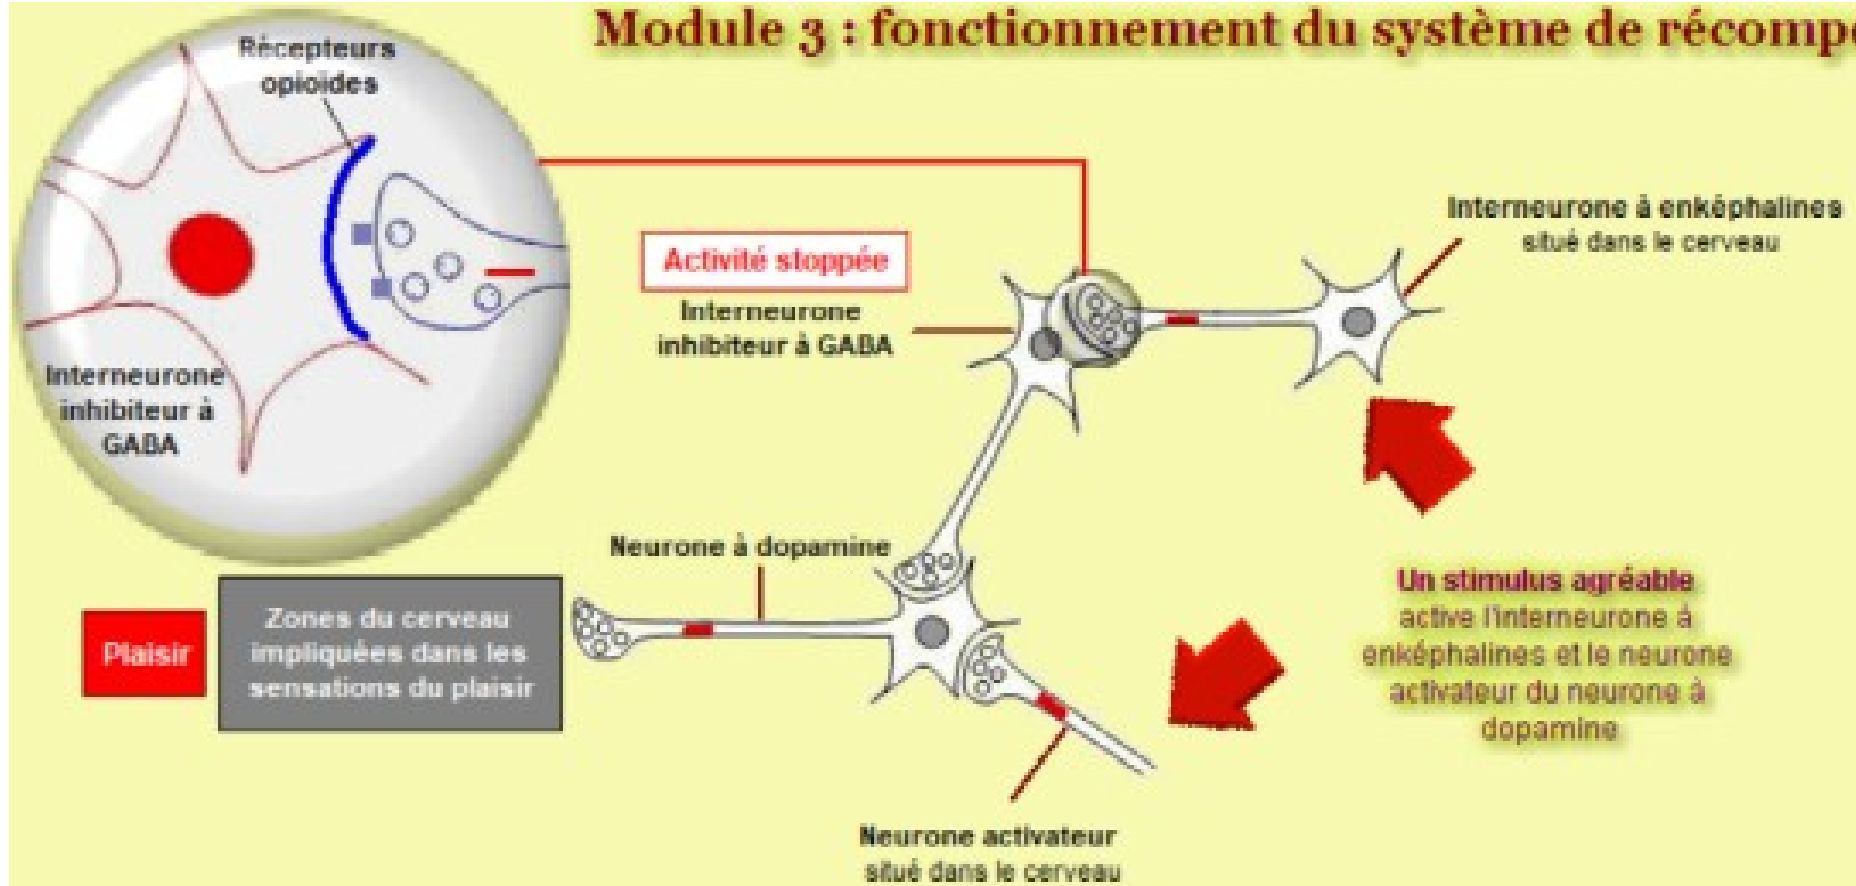 Module 3 : fonctionnement du système de récomp
Récepteurs
opioïdes
Interneurone
inhibiteur à
GABA
Activité stoppée
Interneurone
inhibiteur à GABA
Interneurone à enképhalines
situé dans le cerveau
Neurone à dopamine
Plaisir
Zones du cerveau
impliquées dans les
sensations du plaisir
Un stimulus agréable
active l'interneurone à
enképhalines et le neurone
activateur du neurone à
dopamine
Neurone activateur
situé dans le cerveau